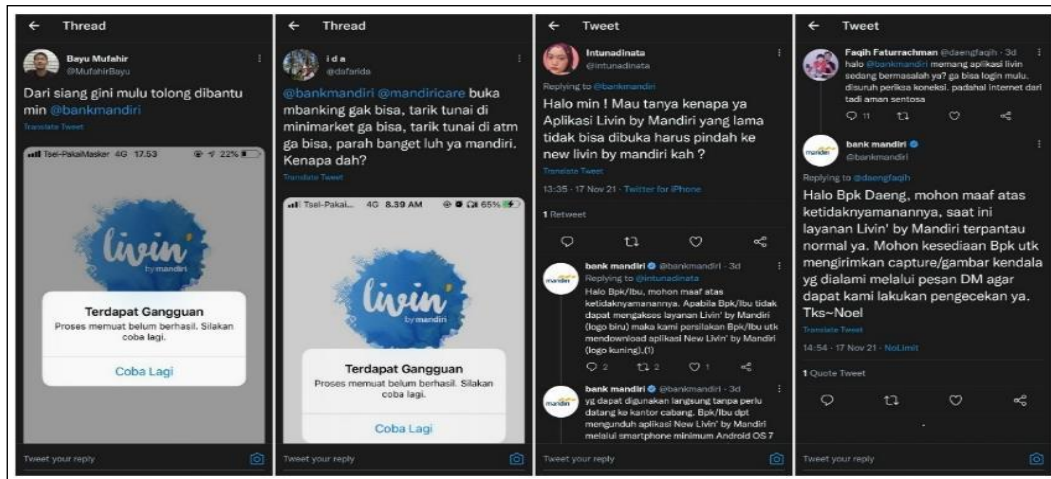 ← Thread
Bayu Mufahir
@MufahirBayu
Dari siang gini mulu tolong dibantu
min @bankmandiri
Translate Tweet
Tsel-PakaiMasker 4G 17.53 22%
livin'
by mandiri
Terdapat Gangguan
Proses memuat belum berhasil. Silakan
coba lagi.
Coba Lagi
Tweet your reply
← Thread
i d a
@dafarida
@bankmandiri @mandiricare buka
mbanking gak bisa, tarik tunai di
minimarket ga bisa, tarik tunai di atm
ga bisa, parah banget luh ya mandiri.
Kenapa dah?
Translate Tweet
Tsel-Pakai... 4G 8.39 AM 65%
livin'
by mandiri
Terdapat Gangguan
Proses memuat belum berhasil. Silakan
coba lagi.
Coba Lagi
Tweet your reply
← Tweet
Intunadinata
@intunadinata
Replying to @bankmandiri
Halo min ! Mau tanya kenapa ya
Aplikasi Livin by Mandiri yang lama
tidak bisa dibuka harus pindah ke
new livin by mandiri kah ?
Translate Tweet
13:35 · 17 Nov 21 · Twitter for iPhone
1 Retweet
bank mandiri @bankmandiri · 3d
mandiri
Replying to @intunadinata
Halo Bpk/Ibu, mohon maaf atas
ketidaknyamanannya. Apabila Bpk/Ibu tidak
dapat mengakses layanan Livin' by Mandiri
(logo biru) maka kami persilakan Bpk/Ibu utk
mendownload aplikasi New Livin' by Mandiri
(logo kuning).(1)
2 2 1
bank mandiri @bankmandiri · 3d
mandiri
yg dapat digunakan langsung tanpa perlu
datang ke kantor cabang. Bpk/Ibu dpt
mengunduh aplikasi New Livin' by Mandiri
melalui smartphone minimum Android OS 7
Tweet your reply
← Tweet
Faqih Faturrachman @daengfaqih · 3d
halo @bankmandiri memang aplikasi livin
sedang bermasalah ya? ga bisa login mulu.
disuruh periksa koneksi. padahal internet dari
tadi aman sentosa
11
bank mandiri
mandiri
@bankmandiri
Replying to @daengfaqih
Halo Bpk Daeng, mohon maaf atas
ketidaknyamanannya, saat ini
layanan Livin' by Mandiri terpantau
normal ya. Mohon kesediaan Bpk utk
mengirimkan capture/gambar kendala
yg dialami melalui pesan DM agar
dapat kami lakukan pengecekan ya.
Tks~Noel
Translate Tweet
14:54 · 17 Nov 21 · NoLimit
1 Quote Tweet
Tweet your reply